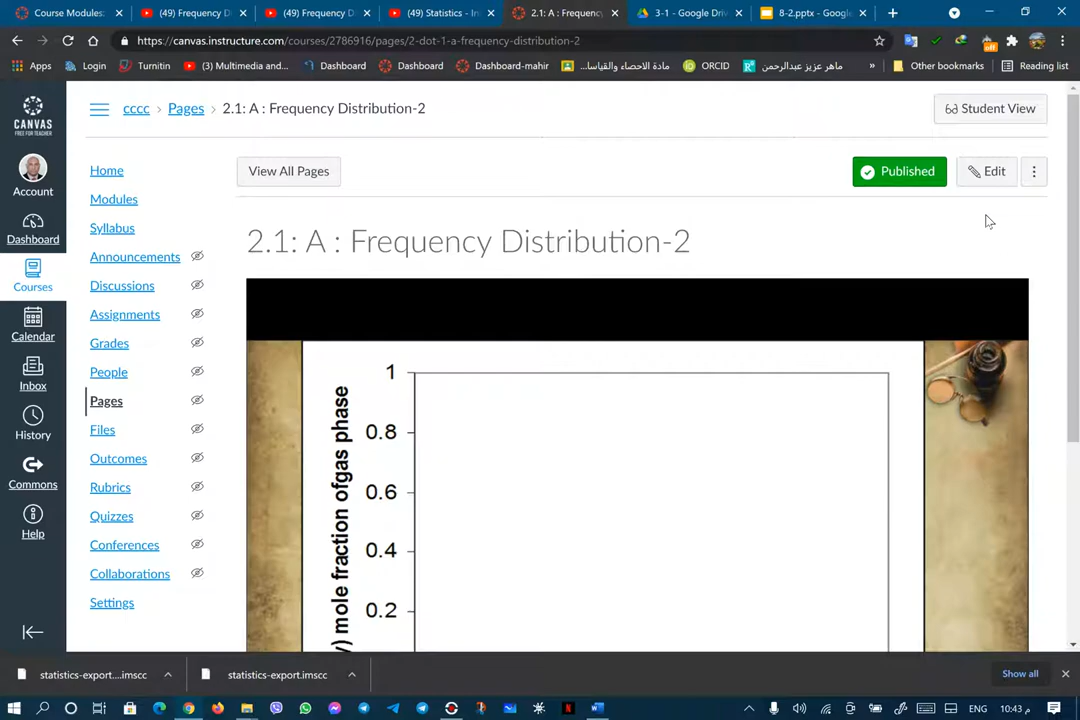 Course Modules:
(49) Frequency D
(49) Frequency D
(49) Statistics - In
2.1: A : Frequency
3-1 - Google Driv
8-2.pptx - Google
https://canvas.instructure.com/courses/2786916/pages/2-dot-1-a-frequency-distribution-2
off
Apps
Login
Turnitin
(3) Multimedia and...
Dashboard
Dashboard
Dashboard-mahir
مادة الاحصاء والقياسا...
ORCID
ماهر عزيز عبدالرحمن
»
Other bookmarks
Reading list
CANVAS
FREE FOR TEACHER
Account
Dashboard
Courses
Calendar
Inbox
History
Commons
Help
cccc > Pages > 2.1: A : Frequency Distribution-2
Student View
Home
Modules
Syllabus
Announcements
Discussions
Assignments
Grades
People
Pages
Files
Outcomes
Rubrics
Quizzes
Conferences
Collaborations
Settings
View All Pages
Published
Edit
2.1: A : Frequency Distribution-2
1
0.8
0.6
0.4
0.2
) mole fraction ofgas phase
statistics-export....imscc
statistics-export.imscc
Show all
ENG
10:43 م